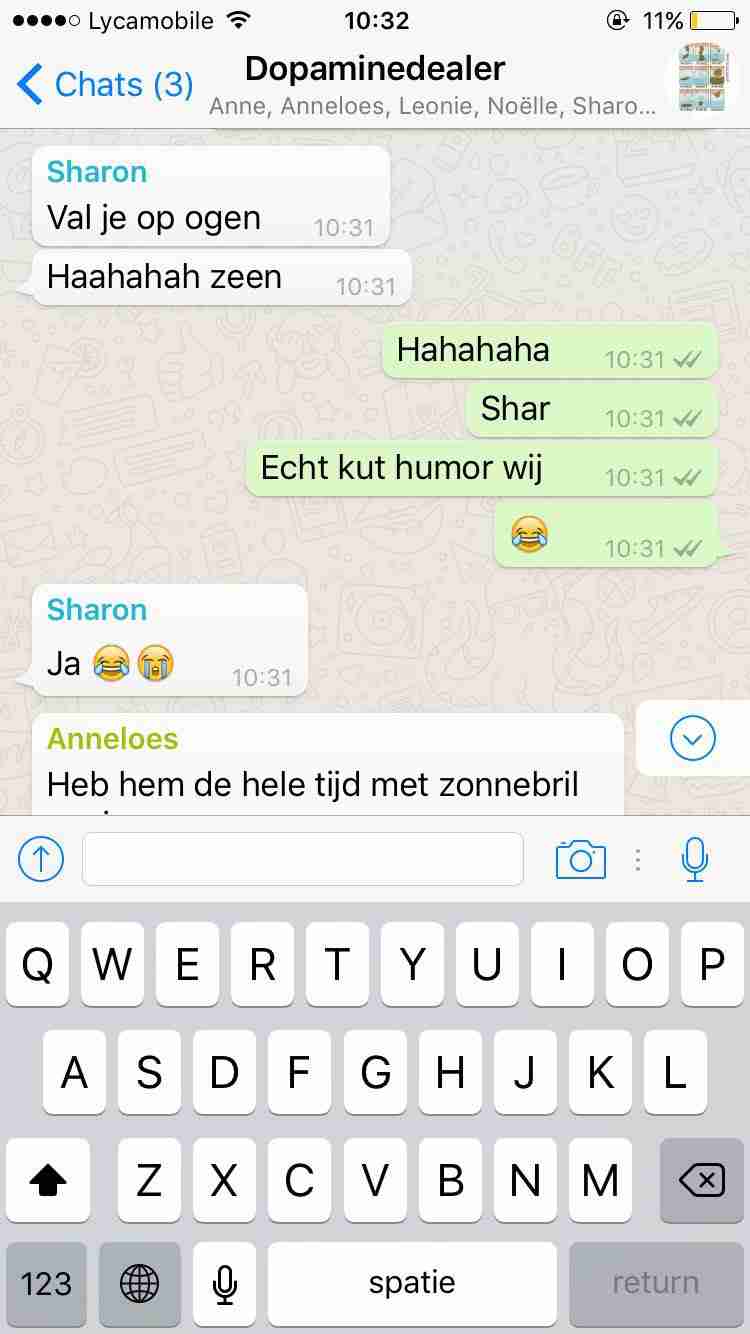 Lycamobile 10:32 11%
Chats (3) Dopaminedealer
Anne, Anneloes, Leonie, Noëlle, Sharo...
Sharon
Val je op ogen 10:31
Haahahah zeen 10:31
Hahahaha 10:31
Shar 10:31
Echt kut humor wij 10:31
😂 10:31
Sharon
Ja 😂😭 10:31
Anneloes
Heb hem de hele tijd met zonnebril
Q W E R T Y U I O P
A S D F G H J K L
Z X C V B N M
123 spatie return